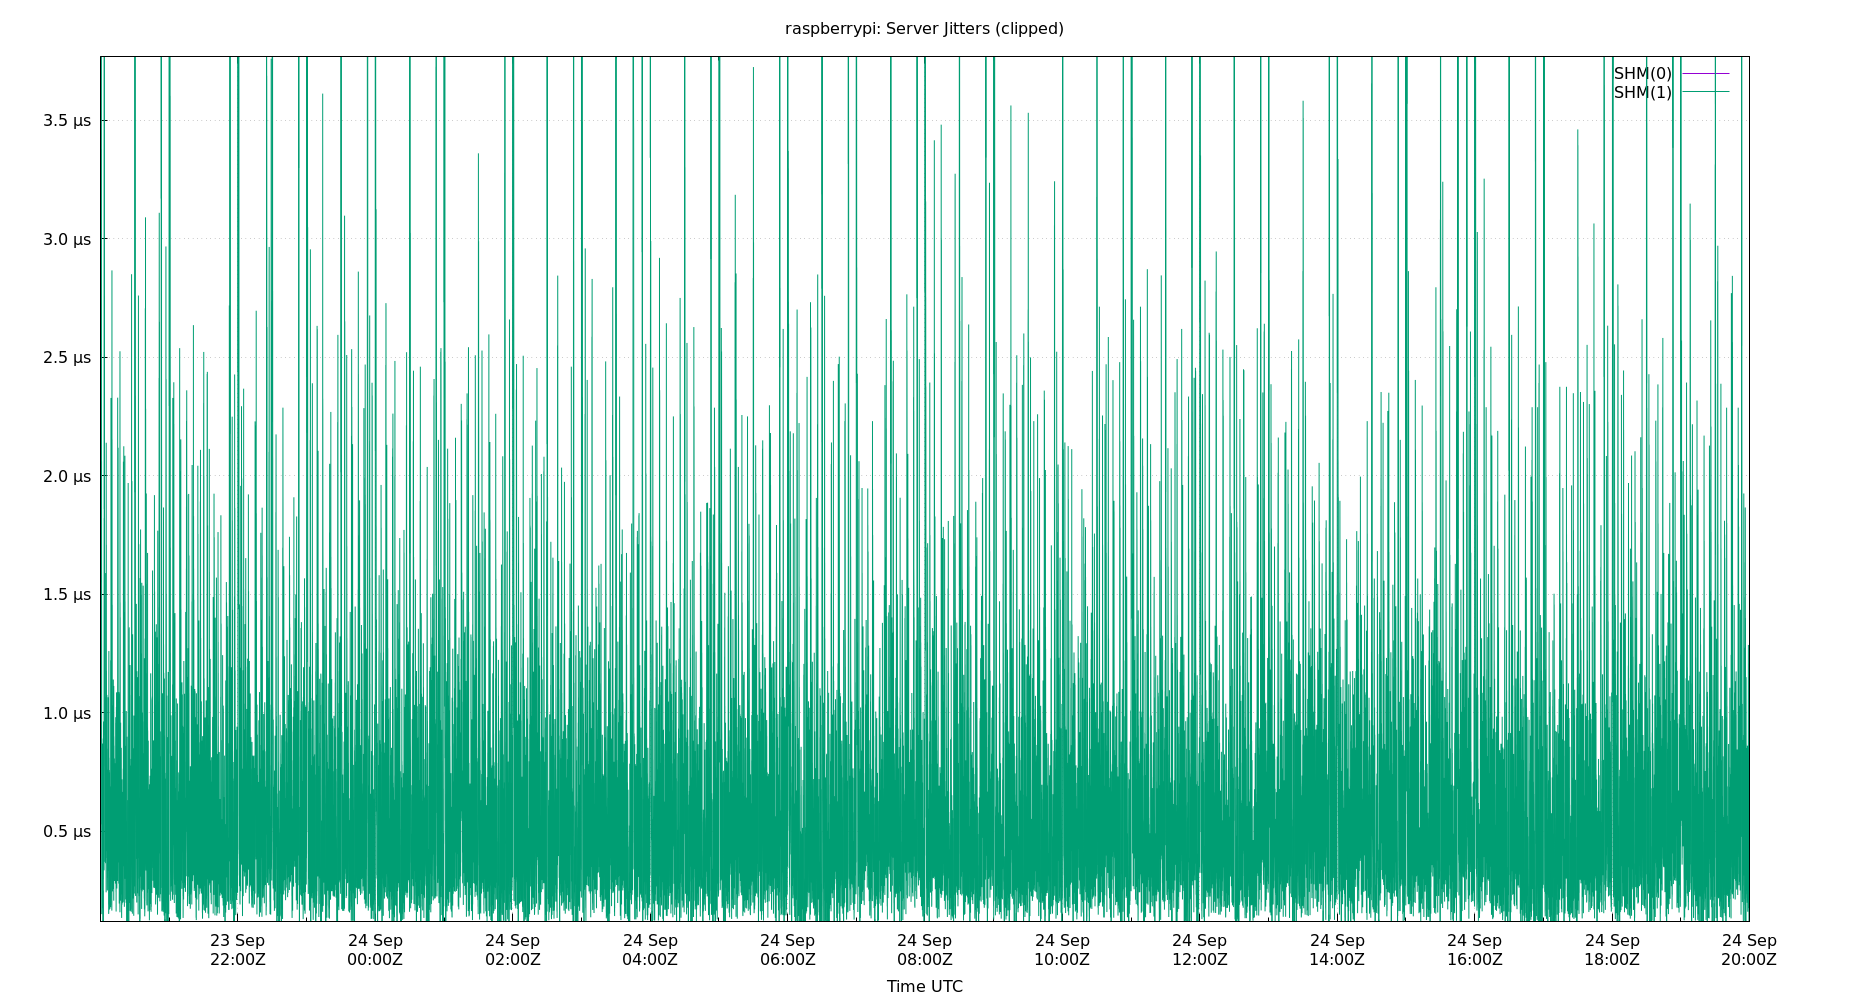 raspberrypi: Server Jitters (clipped)
SHM(0)
SHM(1)
3.5 µs
3.0 µs
2.5 µs
2.0 µs
1.5 µs
1.0 µs
0.5 µs
23 Sep 24 Sep 24 Sep 24 Sep 24 Sep 24 Sep 24 Sep 24 Sep 24 Sep 24 Sep 24 Sep 24 Sep
22:00Z 00:00Z 02:00Z 04:00Z 06:00Z 08:00Z 10:00Z 12:00Z 14:00Z 16:00Z 18:00Z 20:00Z
Time UTC